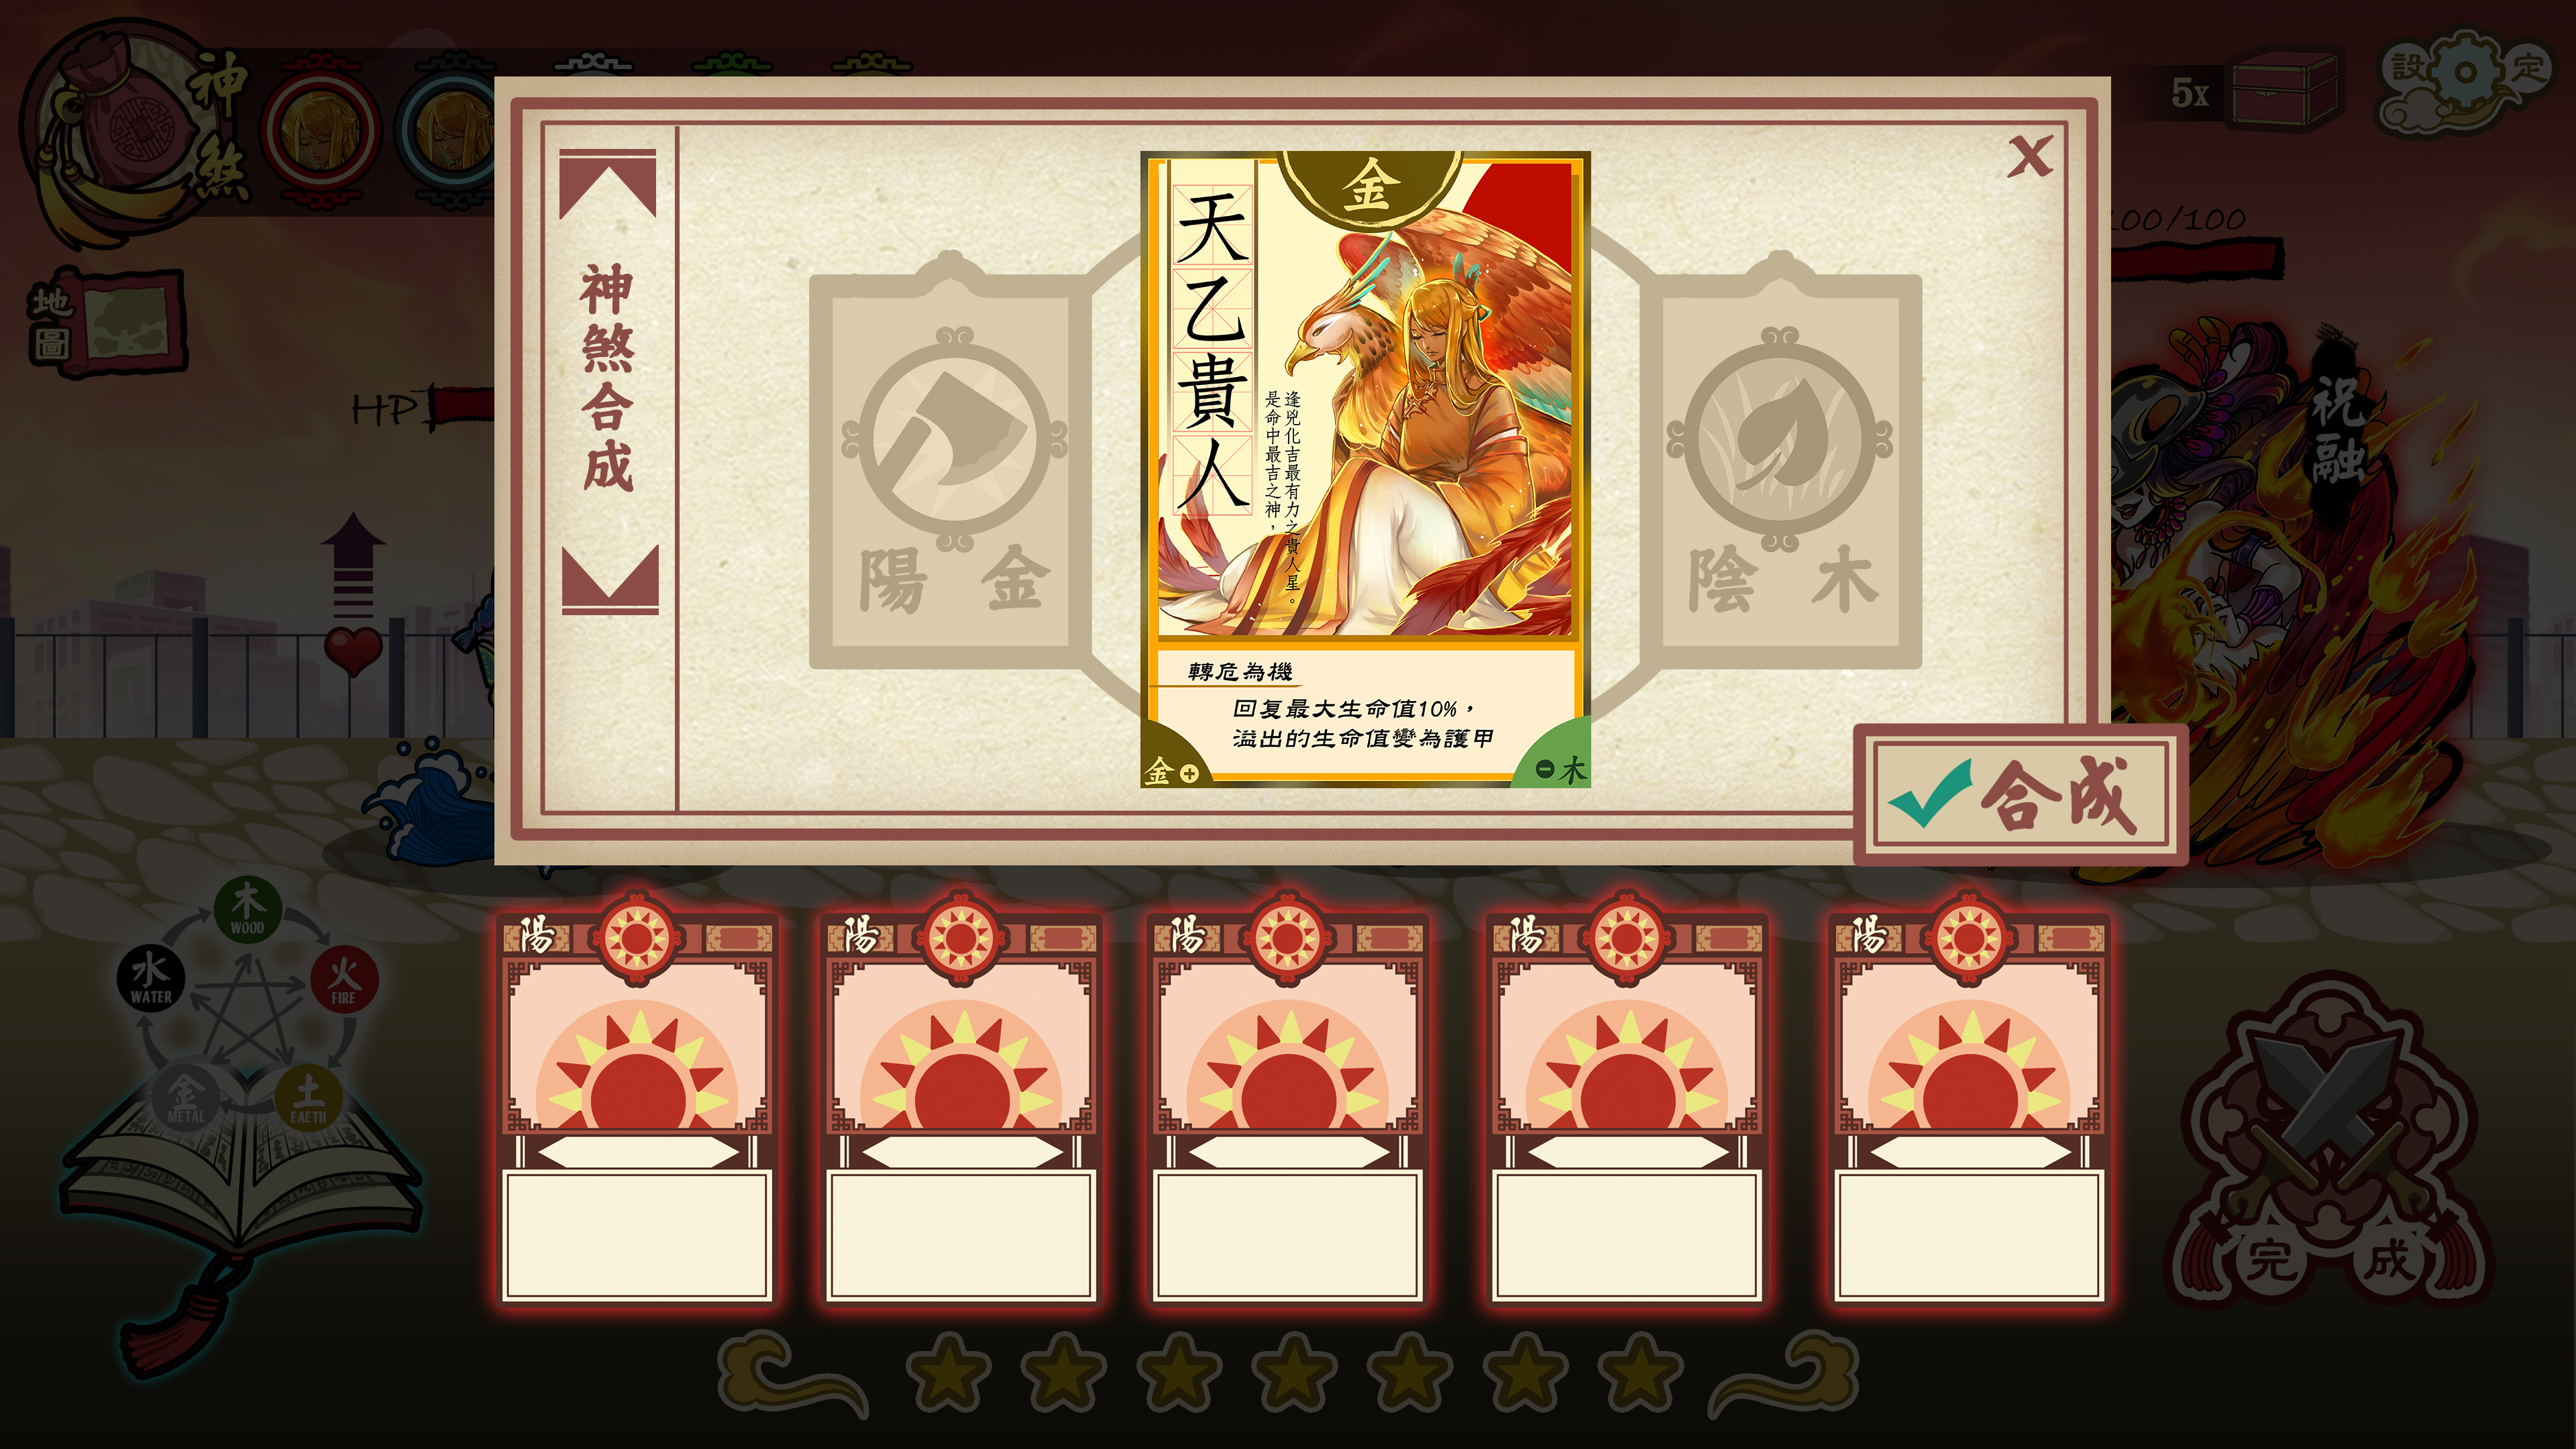 神煞
5x
設定
地圖
HP
100/100
祝融
神煞合成
X
陽 金
金
天乙貴人
逢兇化吉最有力之貴人星。
是命中最吉之神，
轉危為機
回复最大生命值10%，
溢出的生命值變為護甲
金
木
陰 木
合成
木
WOOD
水
WATER
火
FIRE
金
METAL
土
EAETH
陽
陽
陽
陽
陽
完成